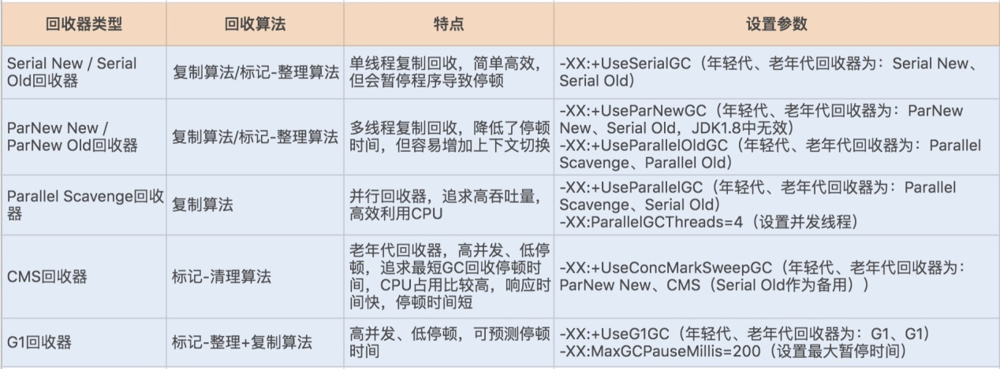 回收器类型
回收算法
特点
设置参数
Serial New / Serial
Old回收器
复制算法/标记-整理算法
单线程复制回收，简单高效，
但会暂停程序导致停顿
-XX:+UseSerialGC（年轻代、老年代回收器为：Serial New、
Serial Old）
ParNew New /
ParNew Old回收器
复制算法/标记-整理算法
多线程复制回收，降低了停顿
时间，但容易增加上下文切换
-XX:+UseParNewGC（年轻代、老年代回收器为：ParNew
New、Serial Old，JDK1.8中无效）
-XX:+UseParallelOldGC（年轻代、老年代回收器为：Parallel
Scavenge、Parallel Old）
Parallel Scavenge回收
器
复制算法
并行回收器，追求高吞吐量，
高效利用CPU
-XX:+UseParallelGC（年轻代、老年代回收器为：Parallel
Scavenge、Serial Old）
-XX:ParallelGCThreads=4（设置并发线程）
CMS回收器
标记-清理算法
老年代回收器，高并发、低停
顿，追求最短GC回收停顿时
间，CPU占用比较高，响应时
间快，停顿时间短
-XX:+UseConcMarkSweepGC（年轻代、老年代回收器为：
ParNew New、CMS（Serial Old作为备用））
G1回收器
标记-整理+复制算法
高并发、低停顿，可预测停顿
时间
-XX:+UseG1GC（年轻代、老年代回收器为：G1、G1）
-XX:MaxGCPauseMillis=200（设置最大暂停时间）